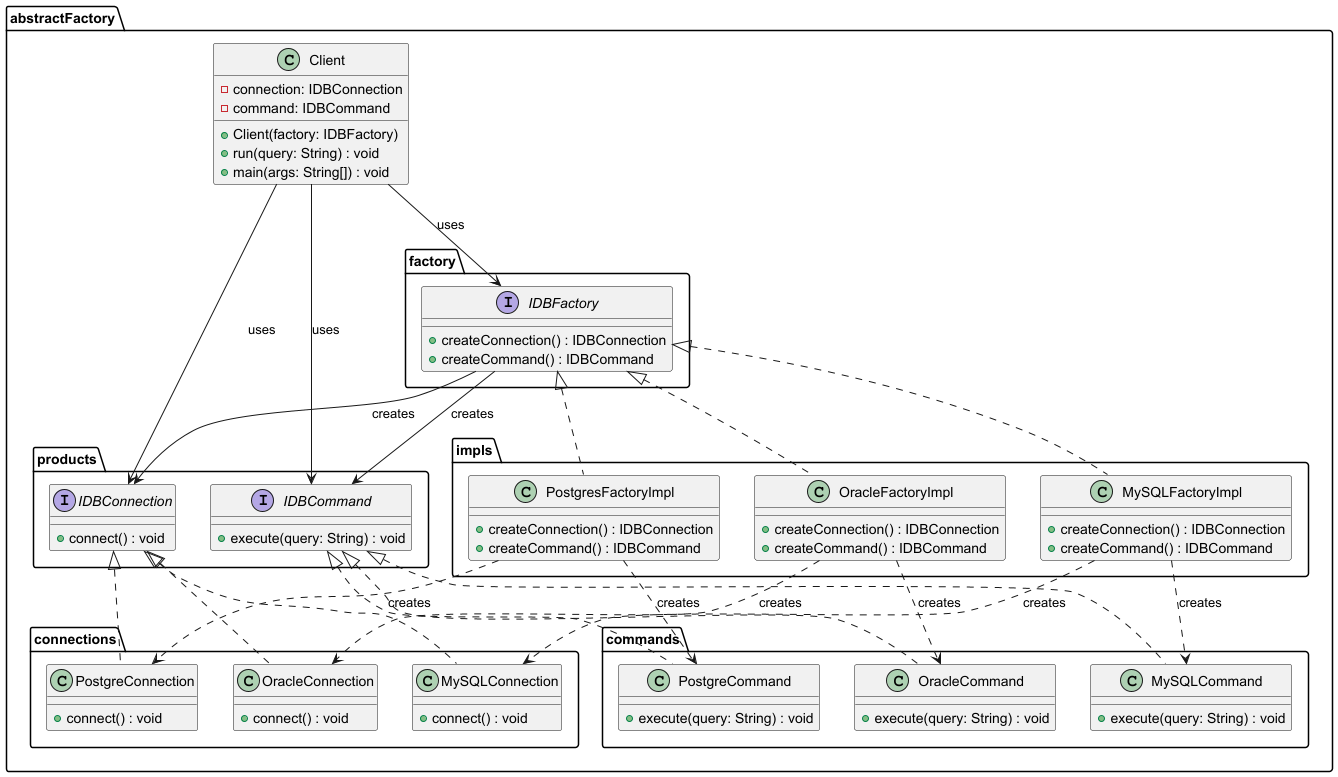 abstractFactory
C Client
connection: IDBConnection
command: IDBCommand
Client(factory: IDBFactory)
run(query: String) : void
main(args: String[]) : void
uses
uses
uses
factory
I IDBFactory
createConnection() : IDBConnection
createCommand() : IDBCommand
creates
creates
products
I IDBConnection
connect() : void
I IDBCommand
execute(query: String) : void
impls
C PostgresFactoryImpl
createConnection() : IDBConnection
createCommand() : IDBCommand
C OracleFactoryImpl
createConnection() : IDBConnection
createCommand() : IDBCommand
C MySQLFactoryImpl
createConnection() : IDBConnection
createCommand() : IDBCommand
creates
creates
creates
creates
creates
creates
connections
C PostgreConnection
connect() : void
C OracleConnection
connect() : void
C MySQLConnection
connect() : void
commands
C PostgreCommand
execute(query: String) : void
C OracleCommand
execute(query: String) : void
C MySQLCommand
execute(query: String) : void